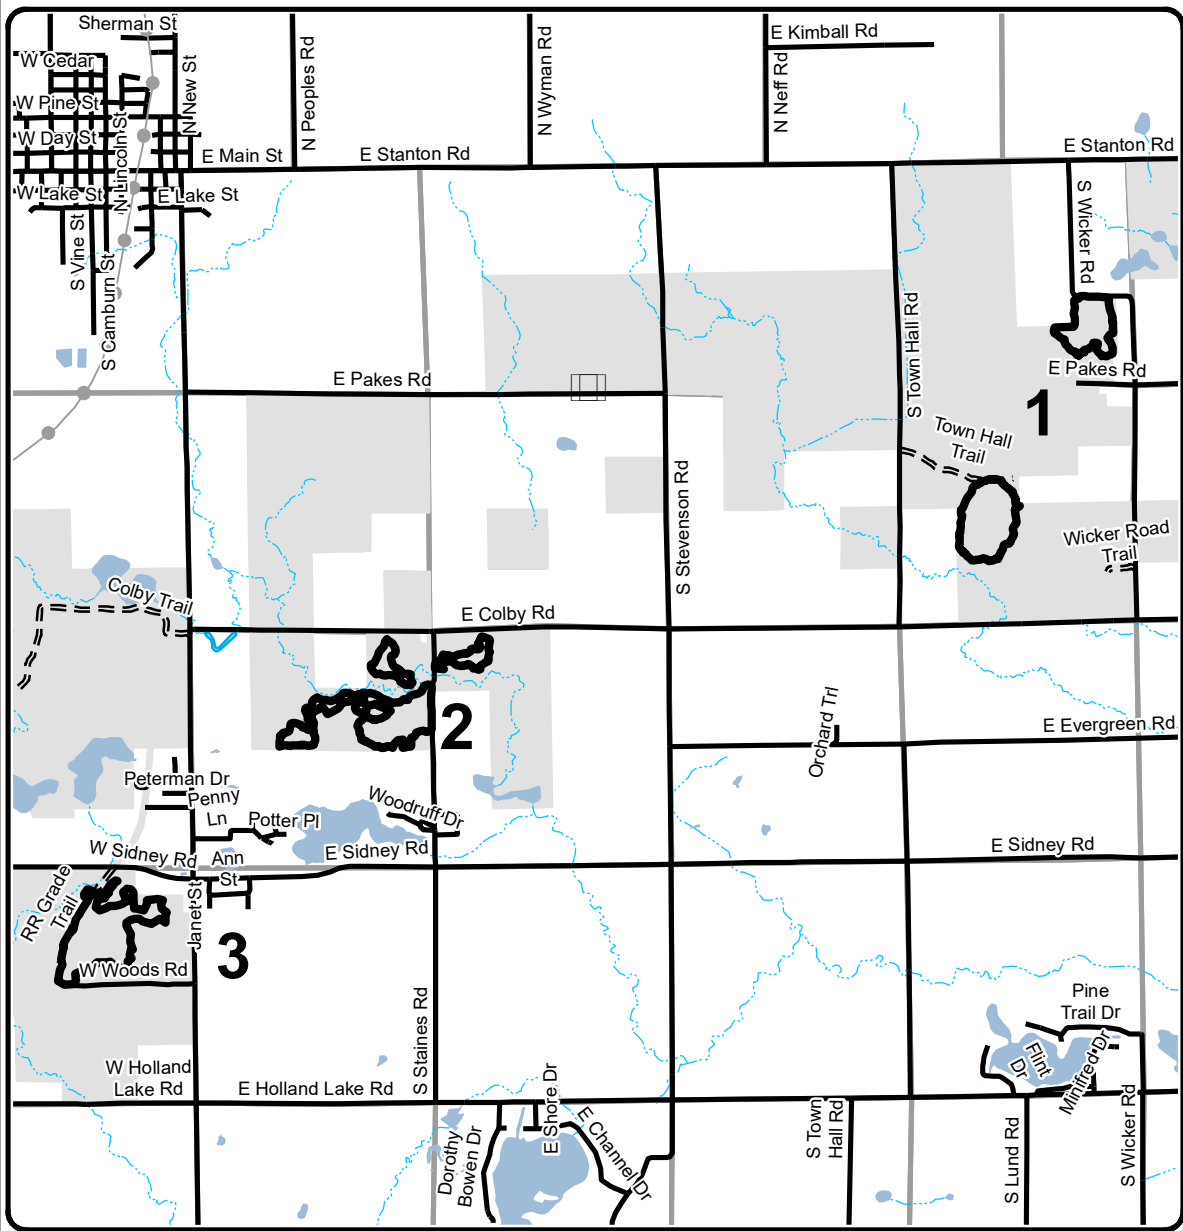 Sherman St
E Kimball Rd
W Cedar
N New St
N Peoples Rd
N Wyman Rd
N Neff Rd
W Pine St
N Lincoln St
W Day St
E Main St
E Stanton Rd
E Stanton Rd
W Lake St
E Lake St
S Vine St
S Camburn St
S Wicker Rd
S Town Hall Rd
E Pakes Rd
E Pakes Rd
1
Town Hall
Trail
S Stevenson Rd
Wicker Road
Trail
Colby Trail
E Colby Rd
2
Orchard Trl
E Evergreen Rd
Peterman Dr
Penny
Ln
Potter Pl
Woodruff Dr
W Sidney Rd
Ann
St
E Sidney Rd
E Sidney Rd
RR Grade
Trail
Janet St
3
W Woods Rd
S Staines Rd
Pine
Trail Dr
Flint
Dr
Minifred Dr
W Holland
Lake Rd
E Holland Lake Rd
E Shore Dr
E Channel Dr
Dorothy
Bowen Dr
S Town
Hall Rd
S Lund Rd
S Wicker Rd